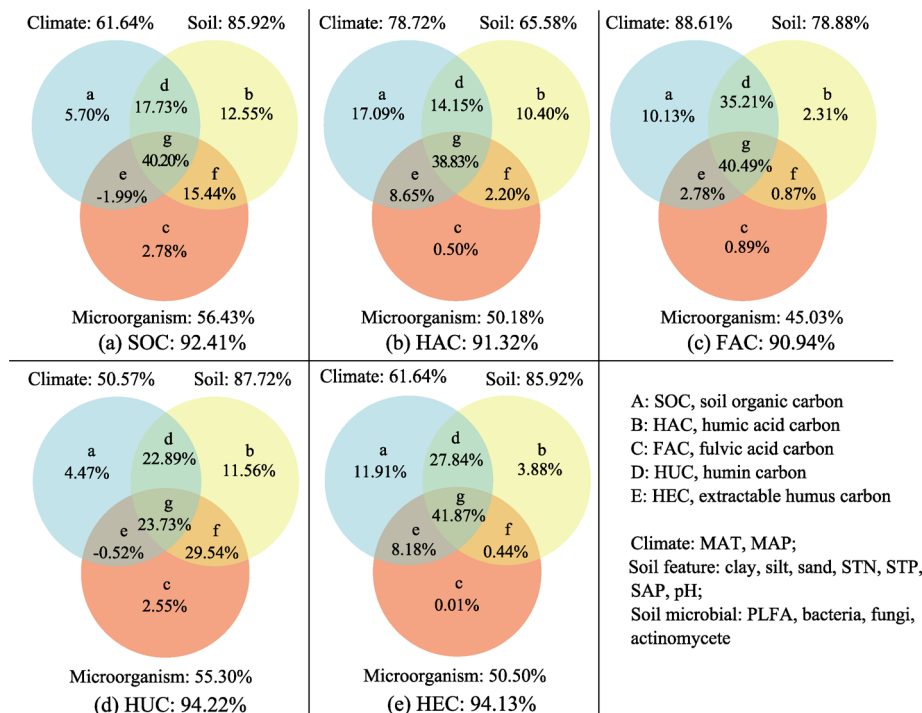 Climate: 61.64% Soil: 85.92%
a
5.70%
d
17.73%
b
12.55%
g
40.20%
e
-1.99%
f
15.44%
c
2.78%
Microorganism: 56.43%
(a) SOC: 92.41%
Climate: 78.72% Soil: 65.58%
a
17.09%
d
14.15%
b
10.40%
g
38.83%
e
8.65%
f
2.20%
c
0.50%
Microorganism: 50.18%
(b) HAC: 91.32%
Climate: 88.61% Soil: 78.88%
a
10.13%
d
35.21%
b
2.31%
g
40.49%
e
2.78%
f
0.87%
c
0.89%
Microorganism: 45.03%
(c) FAC: 90.94%
Climate: 50.57% Soil: 87.72%
a
4.47%
d
22.89%
b
11.56%
g
23.73%
e
-0.52%
f
29.54%
c
2.55%
Microorganism: 55.30%
(d) HUC: 94.22%
Climate: 61.64% Soil: 85.92%
a
11.91%
d
27.84%
b
3.88%
g
41.87%
e
8.18%
f
0.44%
c
0.01%
Microorganism: 50.50%
(e) HEC: 94.13%
A: SOC, soil organic carbon
B: HAC, humic acid carbon
C: FAC, fulvic acid carbon
D: HUC, humin carbon
E: HEC, extractable humus carbon
Climate: MAT, MAP;
Soil feature: clay, silt, sand, STN, STP,
SAP, pH;
Soil microbial: PLFA, bacteria, fungi,
actinomycete